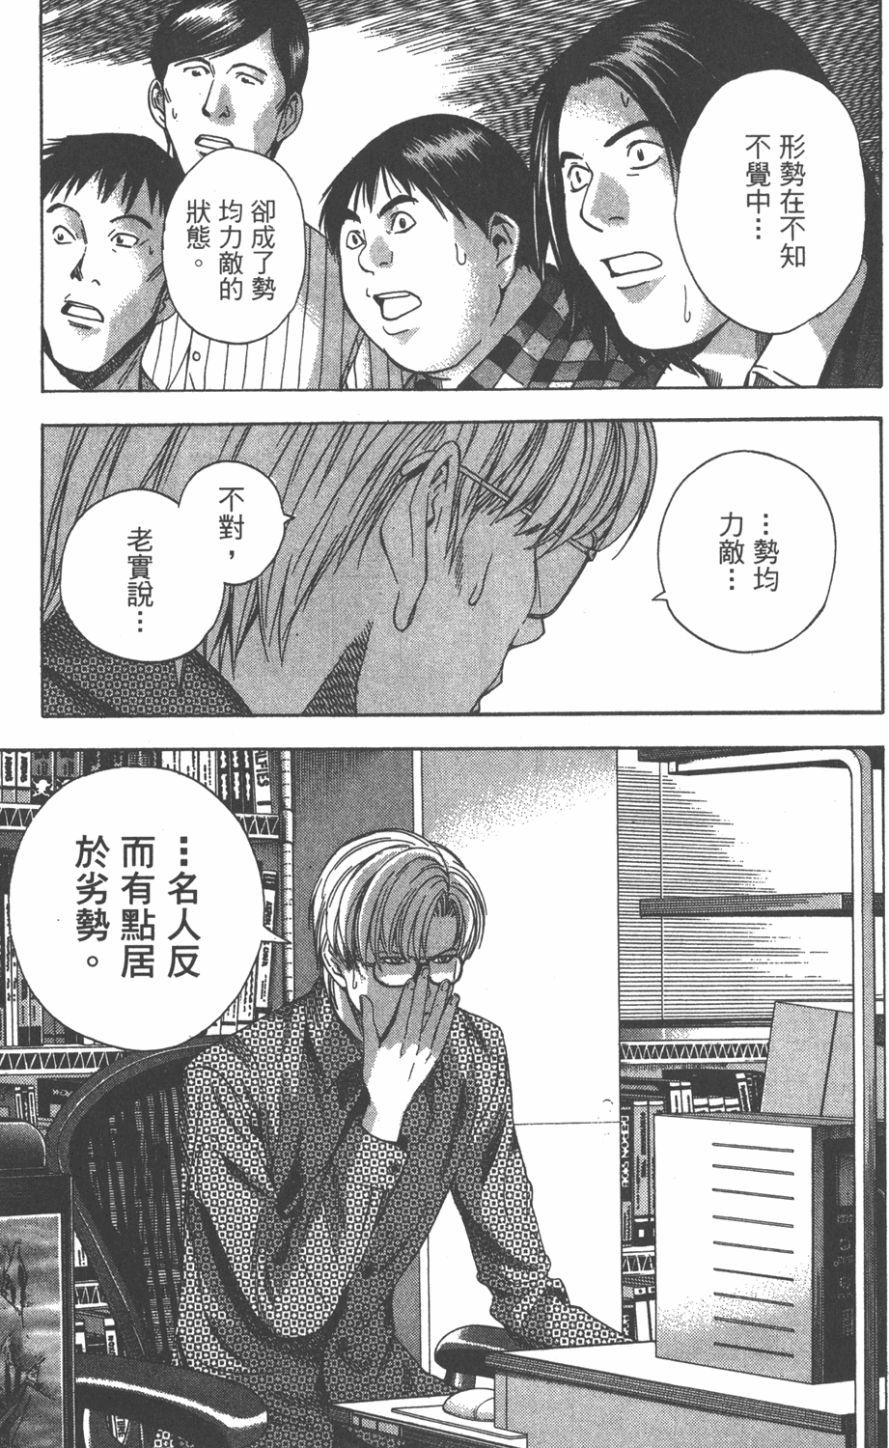 形勢在不知
不覺中…
卻成了勢
均力敵的
狀態。
…勢均
力敵…
不對，
老實說…
…名人反
而有點居
於劣勢。